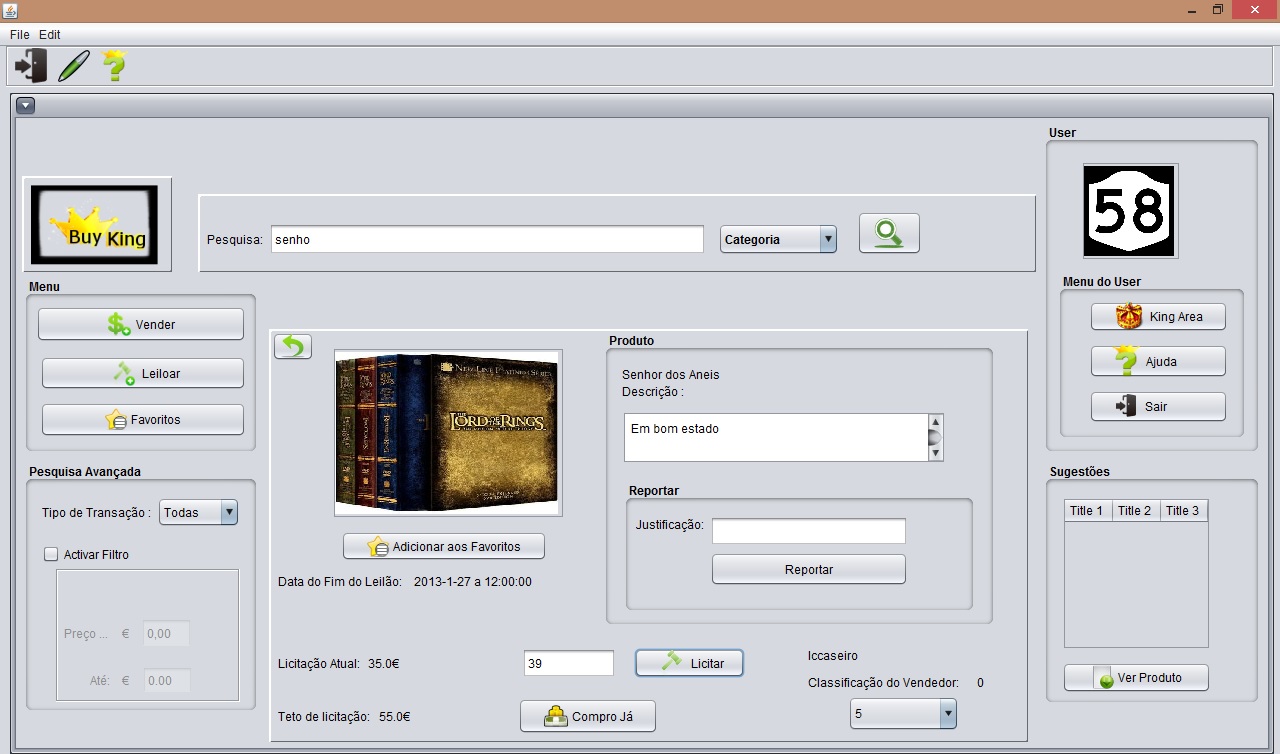 File Edit
User
58
Buy King
Pesquisa: senho Categoria
Menu do User
King Area
Ajuda
Sair
Menu
Vender
Leiloar
Favoritos
Pesquisa Avançada
Tipo de Transação : Todas
Activar Filtro
Preço ... € 0,00
Até: € 0.00
NEW LINE PLATINUM SERIES
THE LORD OF THE RINGS
Adicionar aos Favoritos
Data do Fim do Leilão: 2013-1-27 a 12:00:00
Produto
Senhor dos Aneis
Descrição :
Em bom estado
Reportar
Justificação:
Reportar
Licitação Atual: 35.0€ 39 Licitar
Teto de licitação: 55.0€ Compro Já
Iccaseiro
Classificação do Vendedor: 0
5
Sugestões
Title 1 Title 2 Title 3
Ver Produto